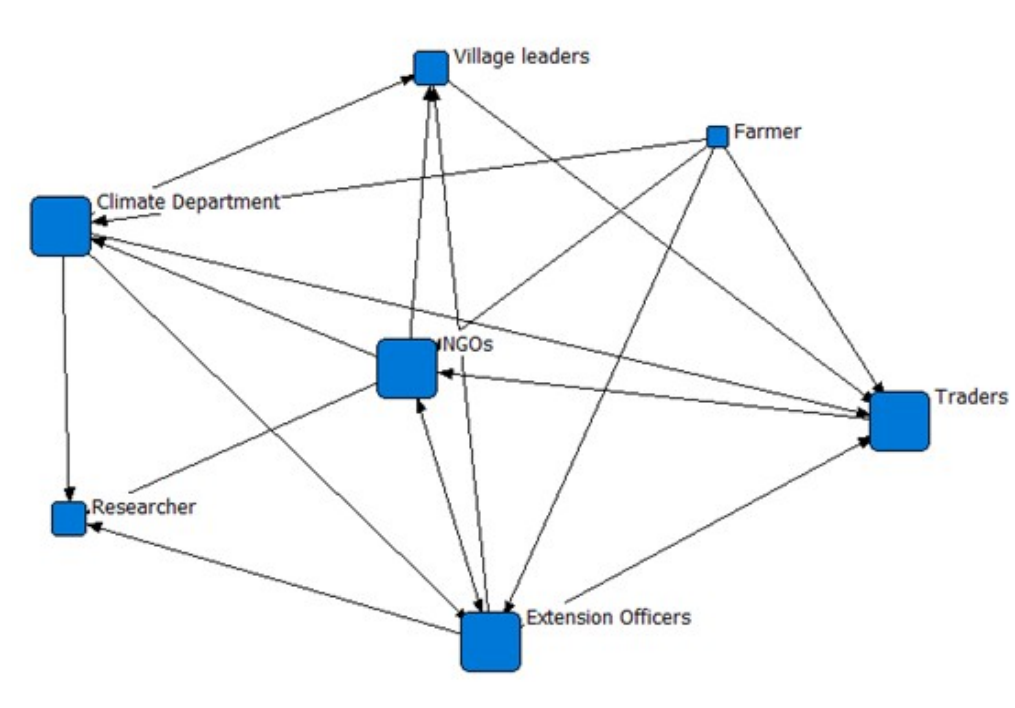 Village leaders
Farmer
Climate Department
NGOs
Traders
Researcher
Extension Officers